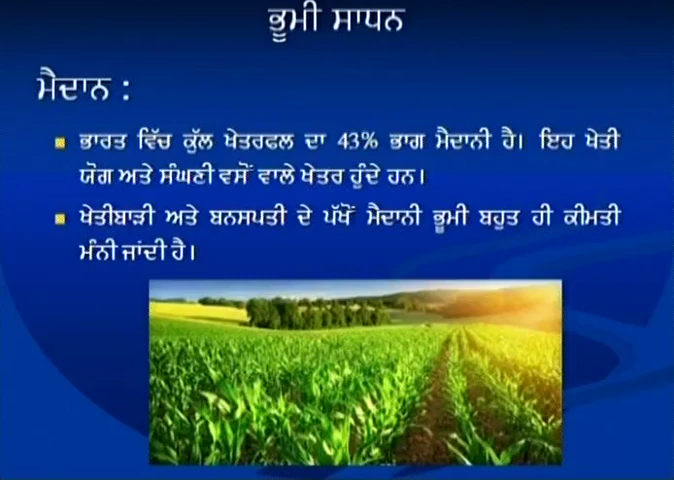 ਭੂਮੀ ਸਾਧਨ
ਮੈਦਾਨ :
ਭਾਰਤ ਵਿੱਚ ਕੁੱਲ ਖੇਤਰਫਲ ਦਾ 43% ਭਾਗ ਮੈਦਾਨੀ ਹੈ। ਇਹ ਖੇਤੀ
ਯੋਗ ਅਤੇ ਸੰਘਣੀ ਵਸੋਂ ਵਾਲੇ ਖੇਤਰ ਹੁੰਦੇ ਹਨ।
ਖੇਤੀਬਾੜੀ ਅਤੇ ਬਨਸਪਤੀ ਦੇ ਪੱਖੋਂ ਮੈਦਾਨੀ ਭੂਮੀ ਬਹੁਤ ਹੀ ਕੀਮਤੀ
ਮੰਨੀ ਜਾਂਦੀ ਹੈ।